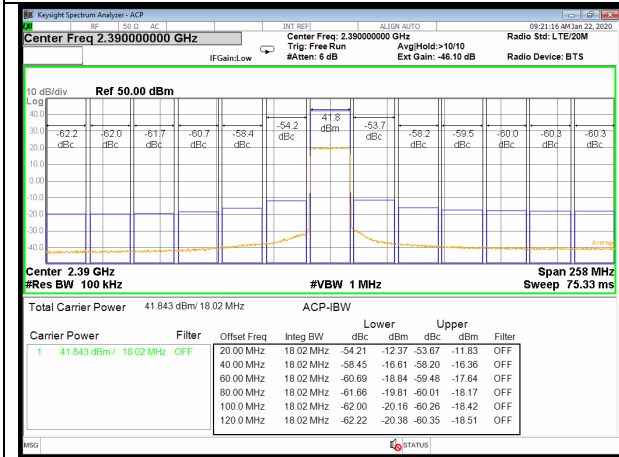 Keysight Spectrum Analyzer - ACP
RF 50 Ω AC INT REF ALIGN AUTO 09:21:16 AM Jan 22, 2020
Center Freq 2.390000000 GHz Center Freq: 2.390000000 GHz Radio Std: LTE/20M
Trig: Free Run Avg|Hold:>10/10
IFGain:Low #Atten: 6 dB Ext Gain: -46.10 dB Radio Device: BTS
10 dB/div Ref 50.00 dBm
Log
40.0
30.0
20.0
10.0
0.00
-10.0
-20.0
-30.0
-40.0
-62.2 -62.0 -61.7 -60.7 -58.4 -54.2 41.8 -53.7 -58.2 -59.5 -60.0 -60.3 -60.3
dBc dBc dBc dBc dBc dBc dBm dBc dBc dBc dBc dBc dBc
Average
Center 2.39 GHz Span 258 MHz
#Res BW 100 kHz #VBW 1 MHz Sweep 75.33 ms
Total Carrier Power 41.843 dBm/ 18.02 MHz ACP-IBW
Lower Upper
Carrier Power Filter Offset Freq Integ BW dBc dBm dBc dBm Filter
1 41.843 dBm / 18.02 MHz OFF 20.00 MHz 18.02 MHz -54.21 -12.37 -53.67 -11.83 OFF
40.00 MHz 18.02 MHz -58.45 -16.61 -58.20 -16.36 OFF
60.00 MHz 18.02 MHz -60.69 -18.84 -59.48 -17.64 OFF
80.00 MHz 18.02 MHz -61.66 -19.81 -60.01 -18.17 OFF
100.0 MHz 18.02 MHz -62.00 -20.16 -60.26 -18.42 OFF
120.0 MHz 18.02 MHz -62.22 -20.38 -60.35 -18.51 OFF
MSG STATUS